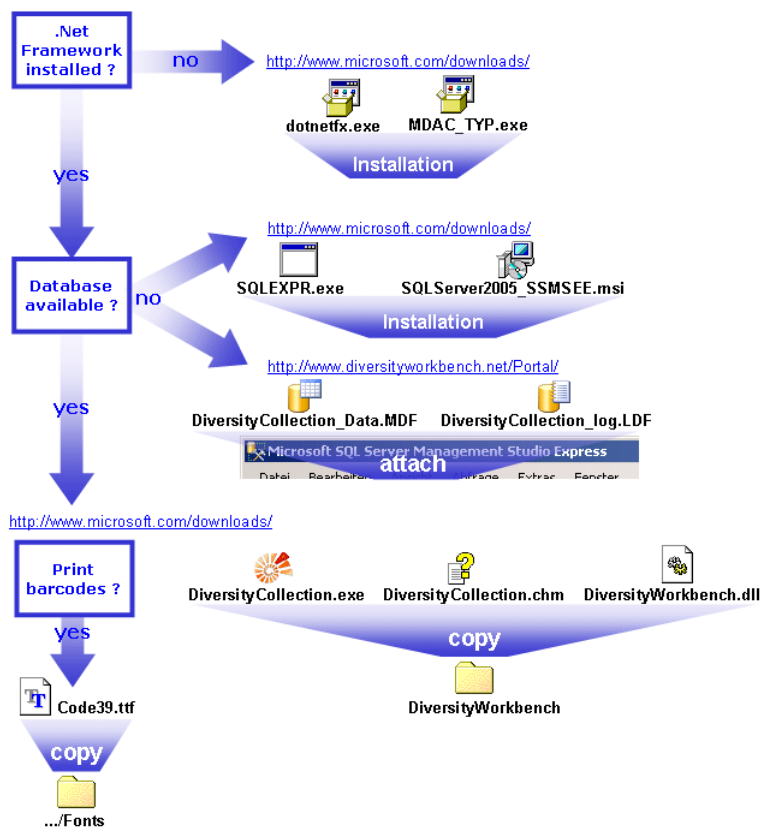 .Net
Framework
installed ?
no
http://www.microsoft.com/downloads/
dotnetfx.exe
MDAC_TYP.exe
Installation
yes
http://www.microsoft.com/downloads/
Database
available ?
no
SQLEXPR.exe
SQLServer2005_SSMSEE.msi
Installation
http://www.diversityworkbench.net/Portal/
yes
DiversityCollection_Data.MDF
DiversityCollection_log.LDF
Microsoft SQL Server Management Studio Express
attach
Datei Bearbeiten Abfrage Extras Fenster
http://www.microsoft.com/downloads/
Print
barcodes ?
DiversityCollection.exe
DiversityCollection.chm
DiversityWorkbench.dll
yes
copy
Code39.ttf
DiversityWorkbench
copy
.../Fonts